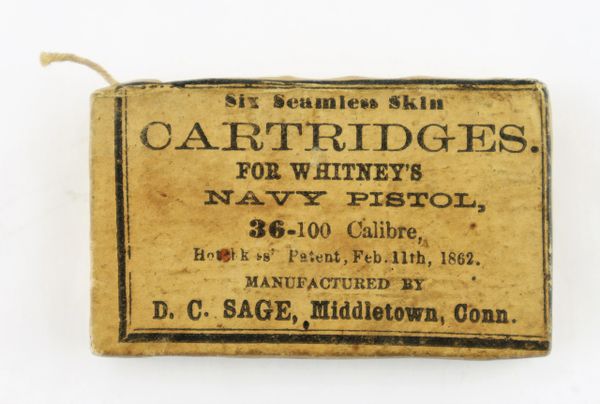 Six Seamless Skin
CARTRIDGES.
FOR WHITNEY'S
NAVY PISTOL,
36-100 Calibre,
Hotchkiss' Patent, Feb. 11th, 1862.
MANUFACTURED BY
D. C. SAGE, Middletown, Conn.